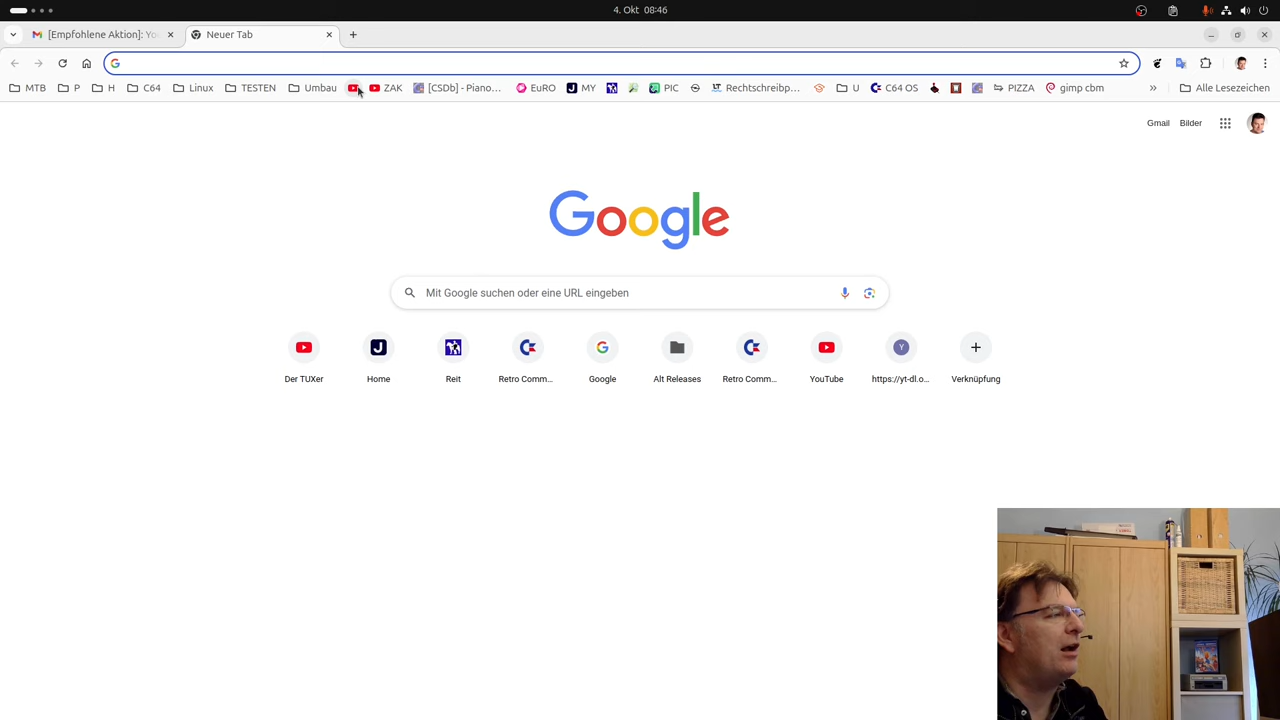 4. Okt 08:46
[Empfohlene Aktion]: Yo
Neuer Tab
MTB P H C64 Linux TESTEN Umbau ZAK [CSDb] - Piano… EuRO MY PIC Rechtschreibp… U C64 OS PIZZA gimp cbm » Alle Lesezeichen
Gmail Bilder
Google
Mit Google suchen oder eine URL eingeben
Der TUXer Home Reit Retro Comm… Google Alt Releases Retro Comm… YouTube https://yt-dl.o… Verknüpfung